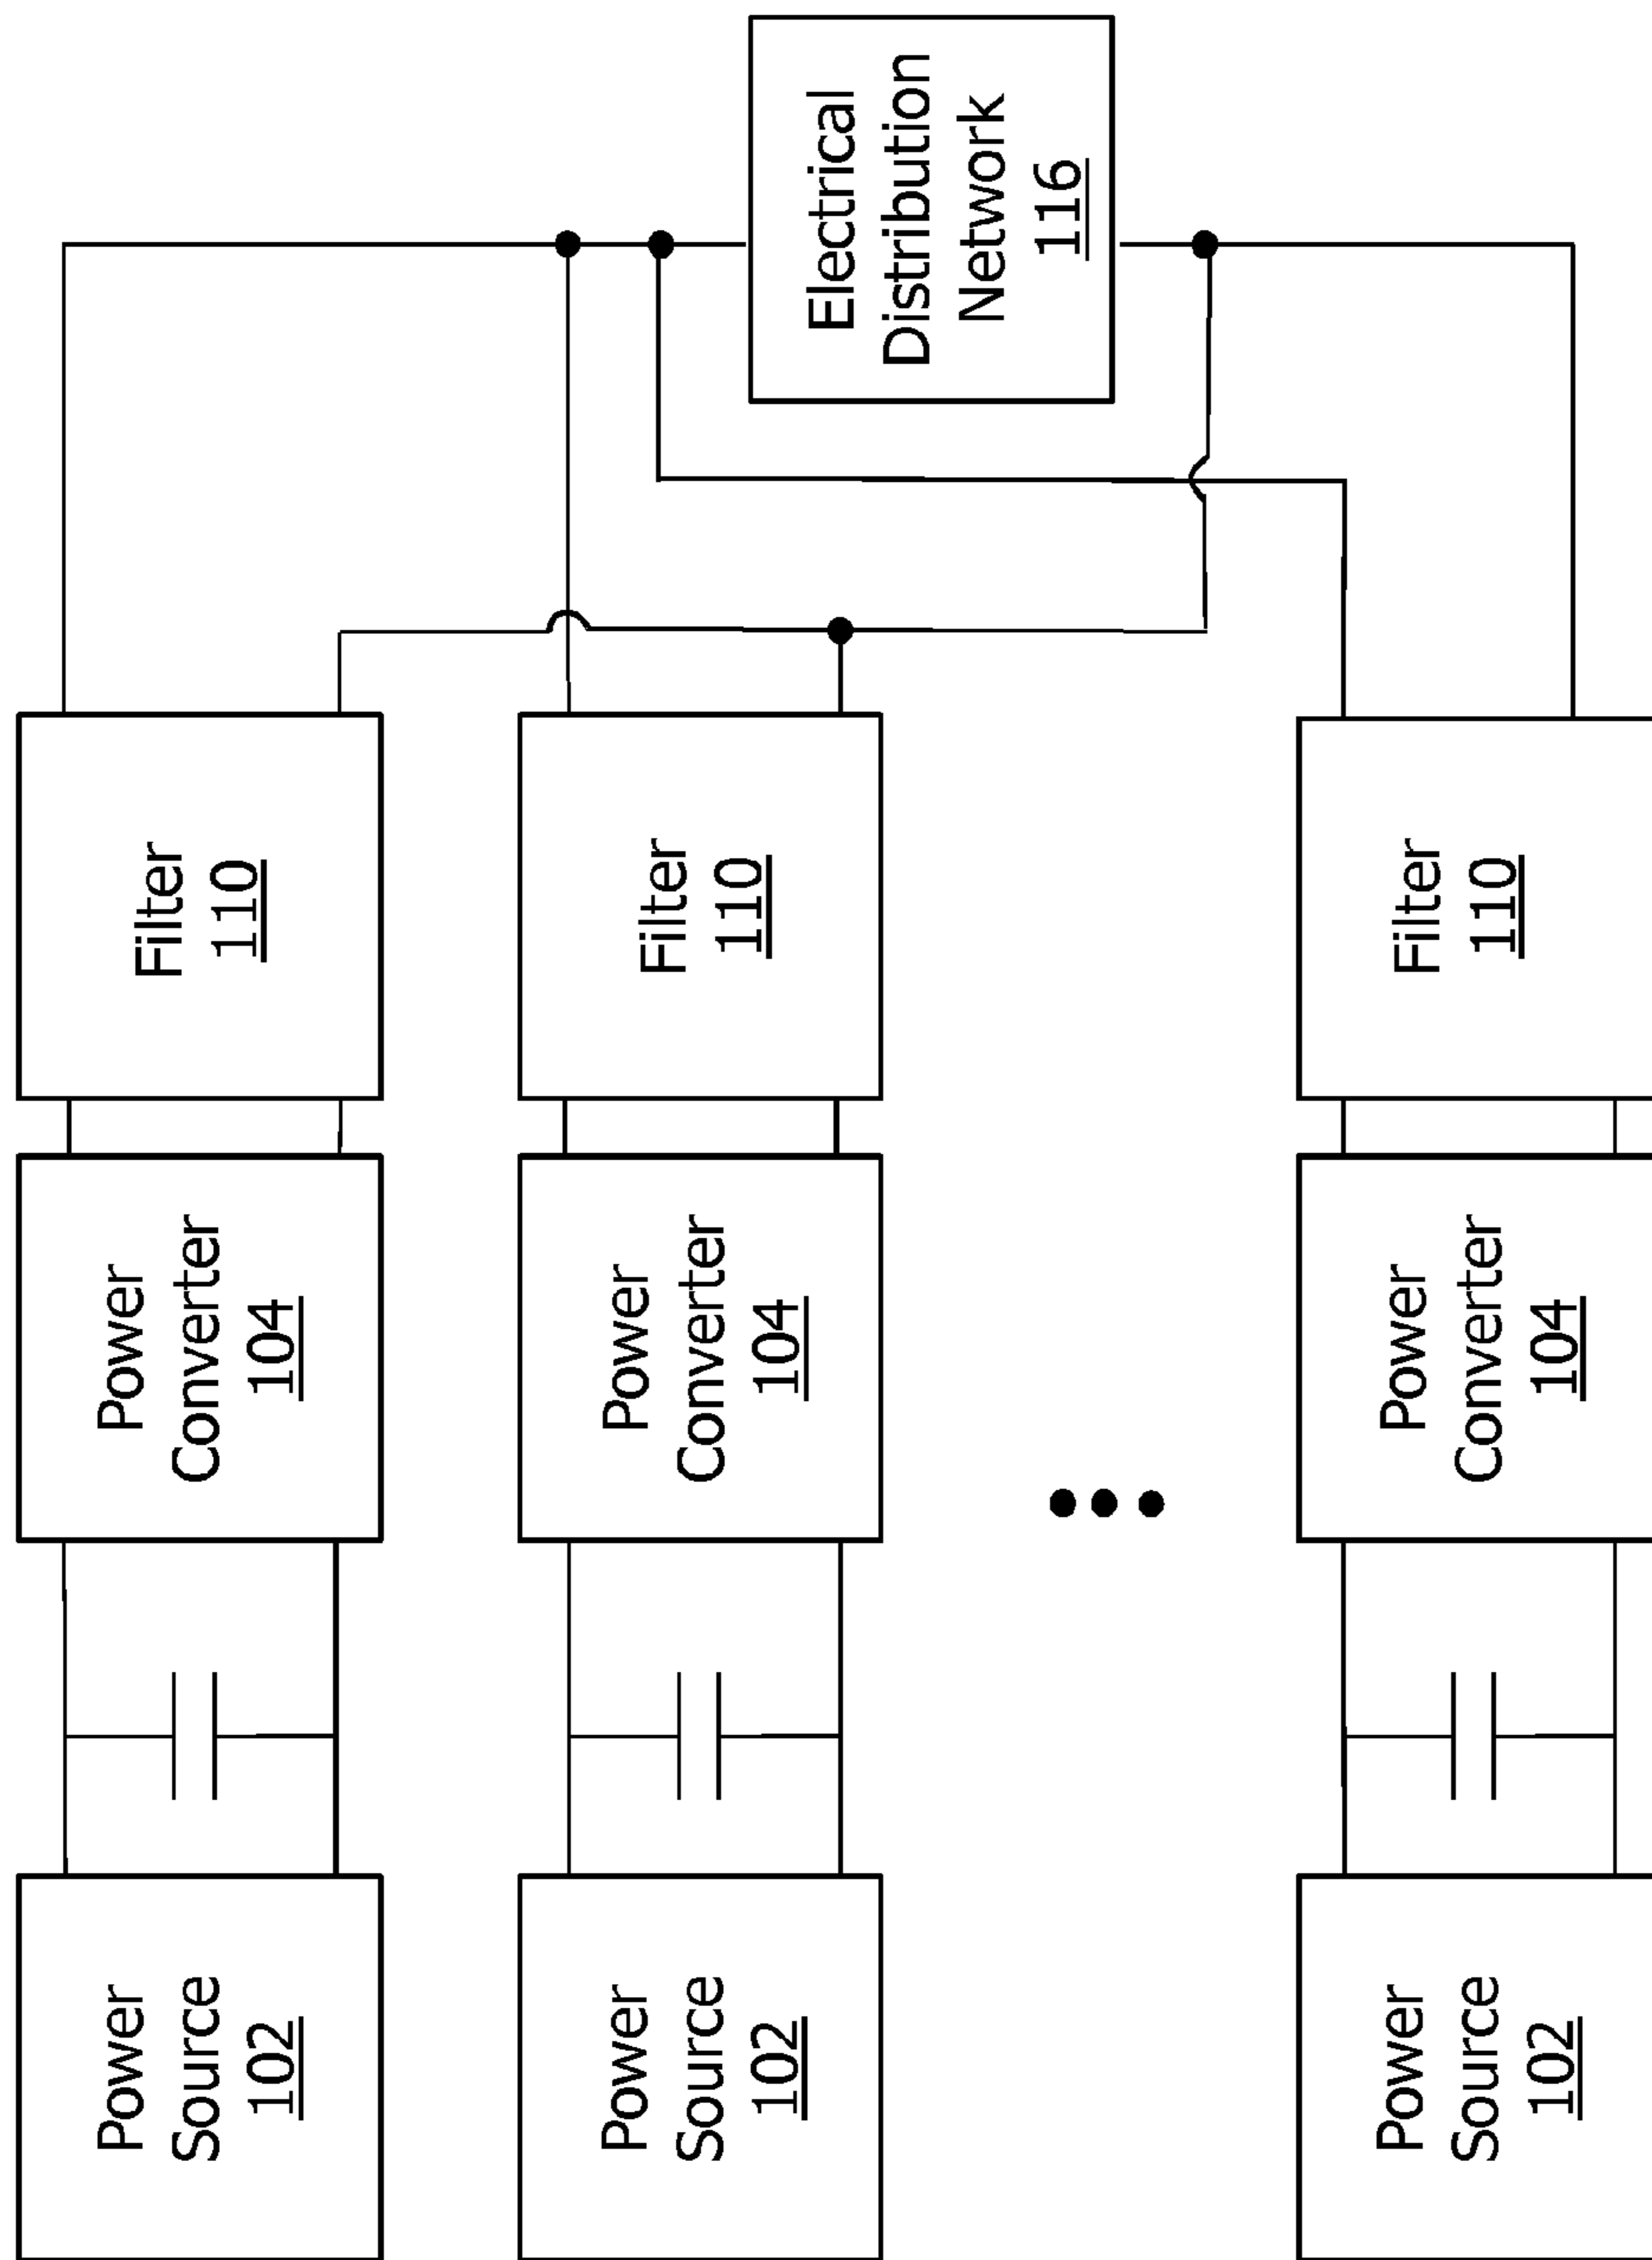 Power
Source
102
Power
Converter
104
Filter
110
Power
Source
102
Power
Converter
104
Filter
110
Electrical
Distribution
Network
116
Power
Source
102
Power
Converter
104
Filter
110